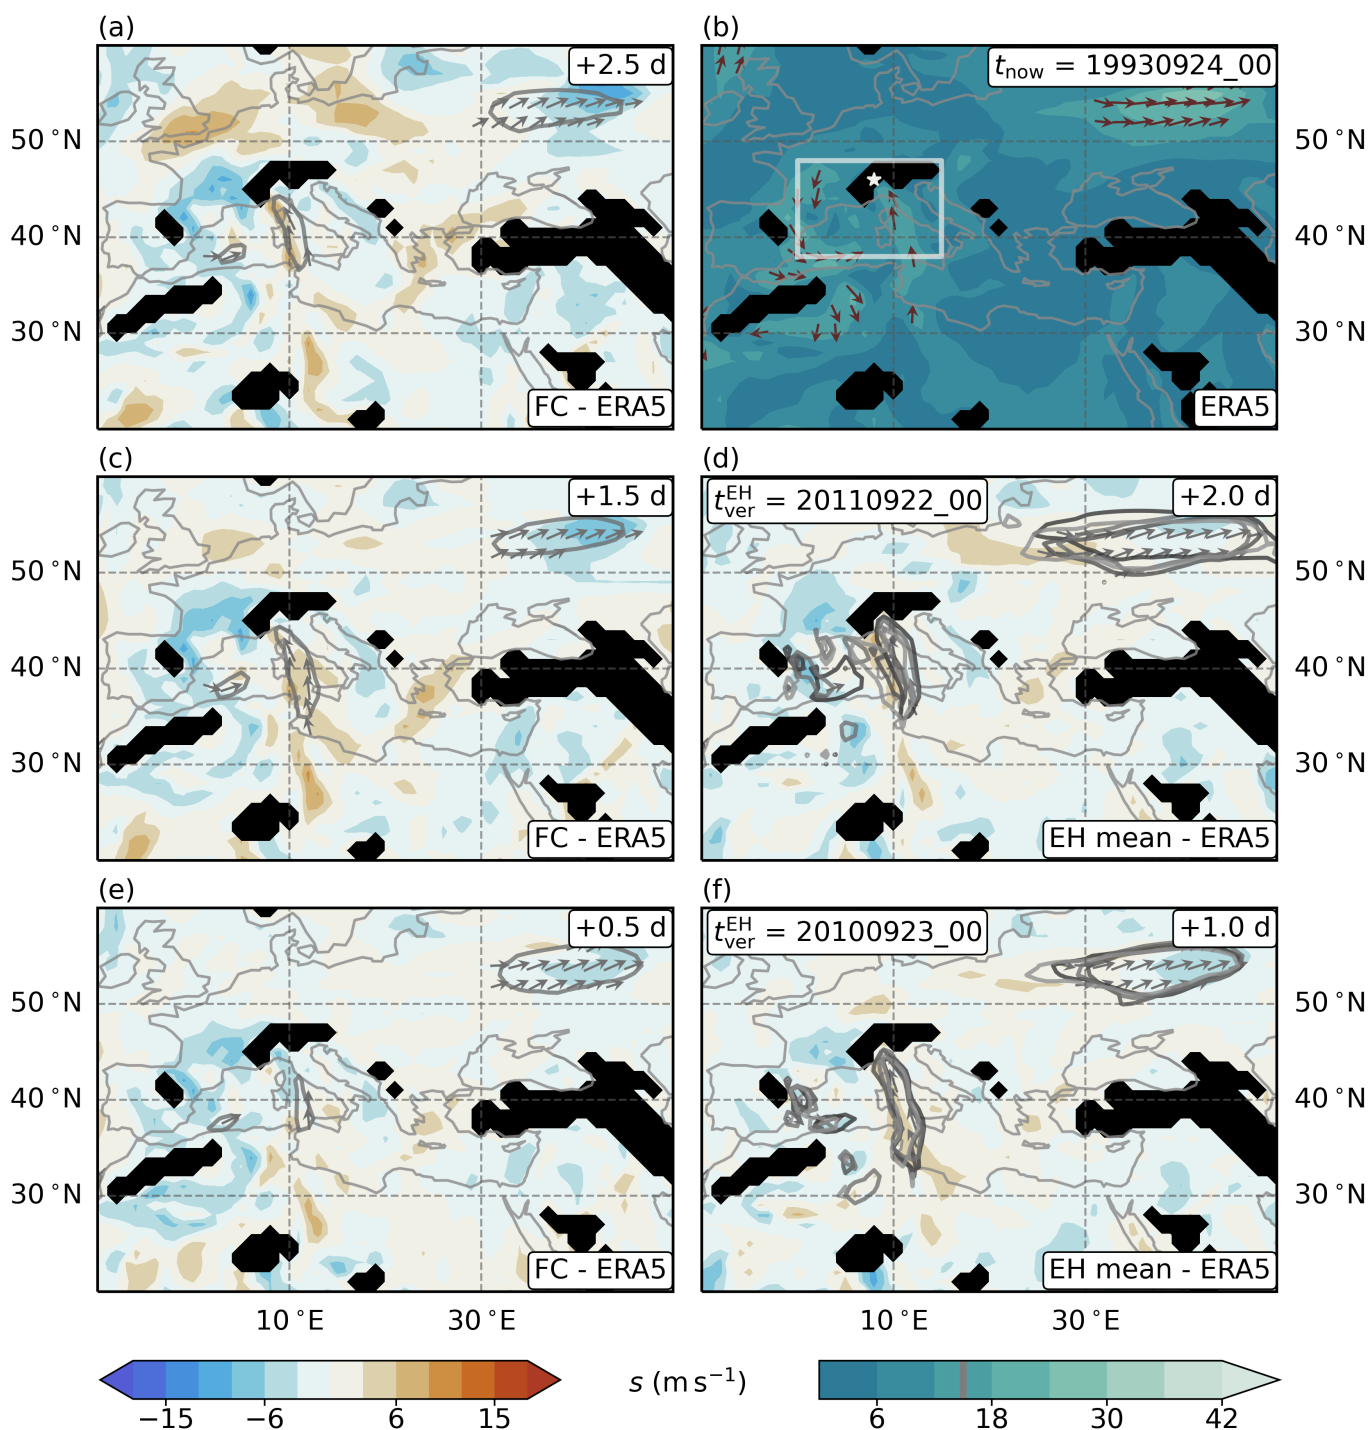 (a)
(b)
+2.5 d
t_now = 19930924_00
50 °N
40 °N
30 °N
50 °N
40 °N
30 °N
FC - ERA5
ERA5
(c)
(d)
+1.5 d
t_ver^EH = 20110922_00
+2.0 d
50 °N
40 °N
30 °N
50 °N
40 °N
30 °N
FC - ERA5
EH mean - ERA5
(e)
(f)
+0.5 d
t_ver^EH = 20100923_00
+1.0 d
50 °N
40 °N
30 °N
50 °N
40 °N
30 °N
FC - ERA5
EH mean - ERA5
10 °E
30 °E
10 °E
30 °E
s (m s⁻¹)
−15
−6
6
15
6
18
30
42